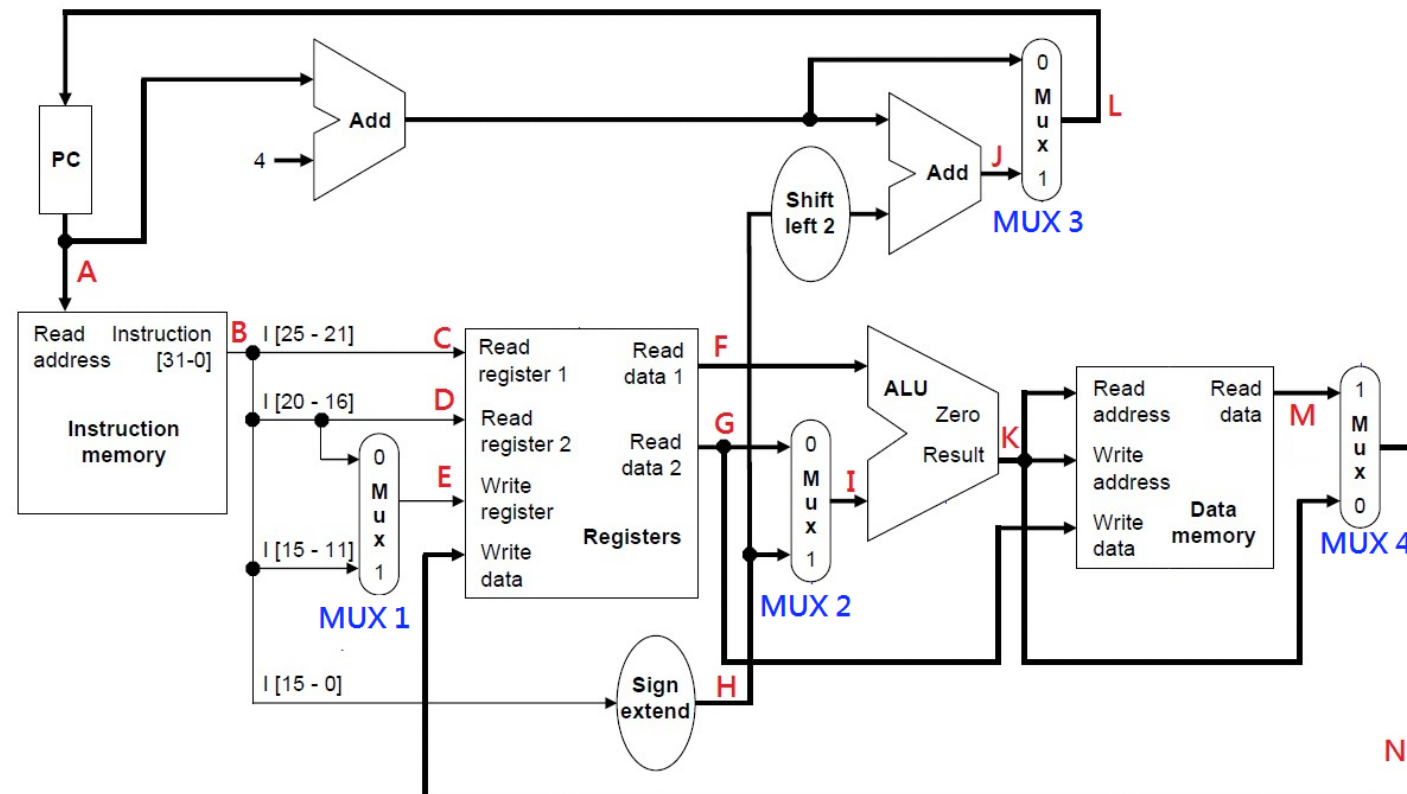 0
M
u
x
1
L
Add
PC
4
J
Add
Shift
left 2
MUX 3
A
Read
address
Instruction
[31-0]
Instruction
memory
B
I [25 - 21]
C
I [20 - 16]
D
0
M
u
x
1
E
I [15 - 11]
MUX 1
I [15 - 0]
Read
register 1
Read
data 1
Read
register 2
Read
data 2
Write
register
Registers
Write
data
F
G
0
M
u
x
1
I
MUX 2
Sign
extend
H
ALU
Zero
Result
K
Read
address
Read
data
Write
address
Data
memory
Write
data
M
1
M
u
x
0
MUX 4
N